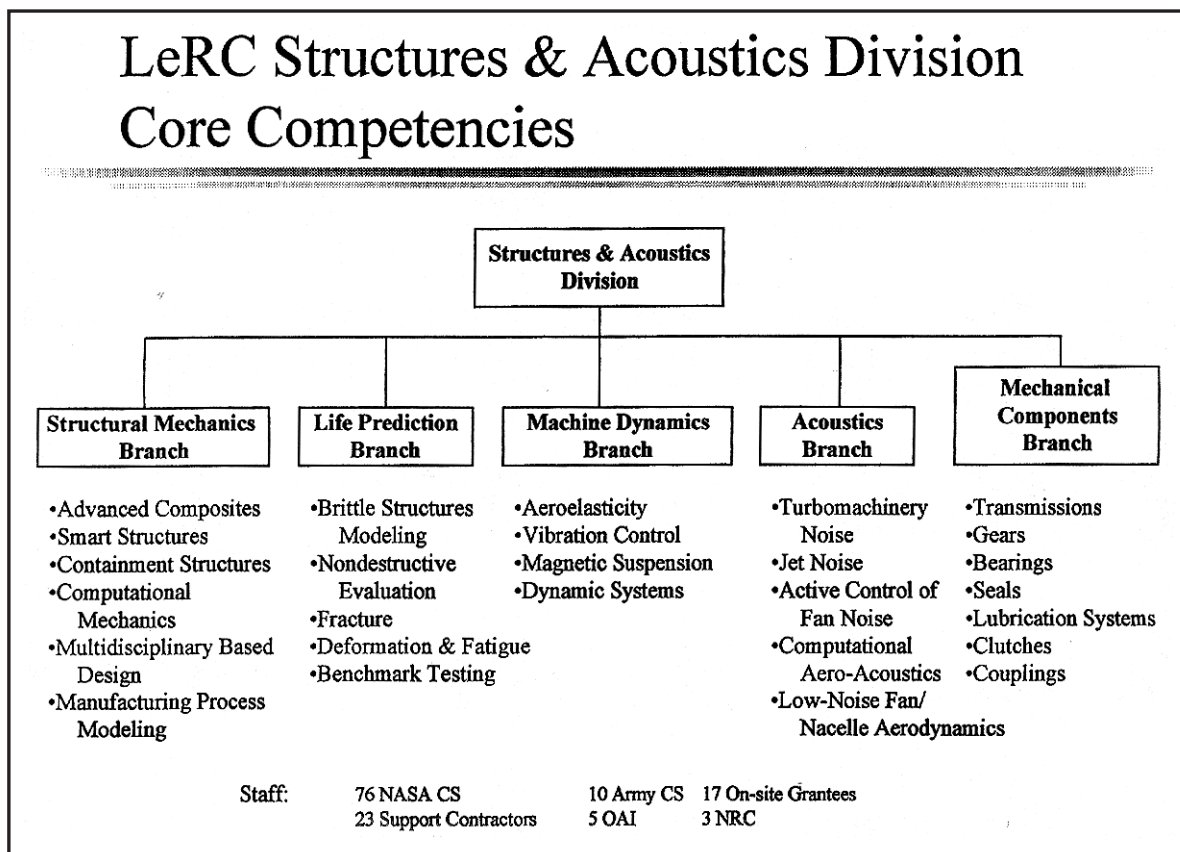 LeRC Structures & Acoustics Division
Core Competencies
Structures & Acoustics
Division
Structural Mechanics
Branch
•Advanced Composites
•Smart Structures
•Containment Structures
•Computational
Mechanics
•Multidisciplinary Based
Design
•Manufacturing Process
Modeling
Life Prediction
Branch
•Brittle Structures
Modeling
•Nondestructive
Evaluation
•Fracture
•Deformation & Fatigue
•Benchmark Testing
Machine Dynamics
Branch
•Aeroelasticity
•Vibration Control
•Magnetic Suspension
•Dynamic Systems
Acoustics
Branch
•Turbomachinery
Noise
•Jet Noise
•Active Control of
Fan Noise
•Computational
Aero-Acoustics
•Low-Noise Fan/
Nacelle Aerodynamics
Mechanical
Components
Branch
•Transmissions
•Gears
•Bearings
•Seals
•Lubrication Systems
•Clutches
•Couplings
Staff: 76 NASA CS 10 Army CS 17 On-site Grantees
23 Support Contractors 5 OAI 3 NRC